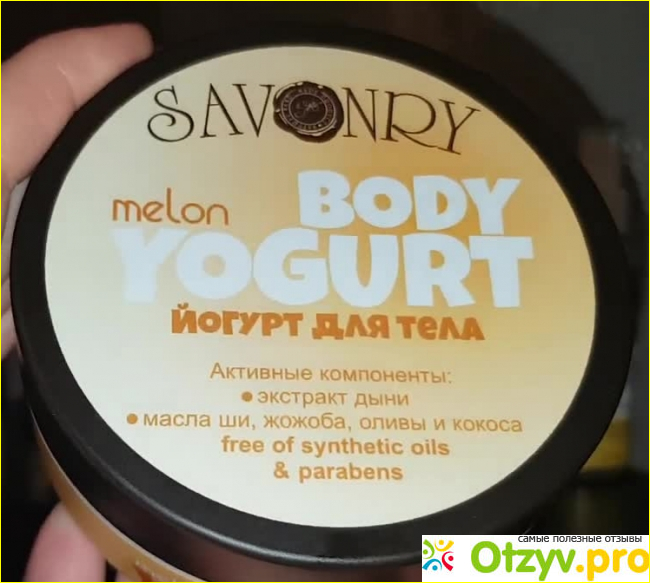 SAVONRY
melon
BODY
YOGURT
йогурт для тела
Активные компоненты:
• экстракт дыни
• масла ши, жожоба, оливы и кокоса
free of synthetic oils
& parabens
самые полезные отзывы
Otzyv.pro